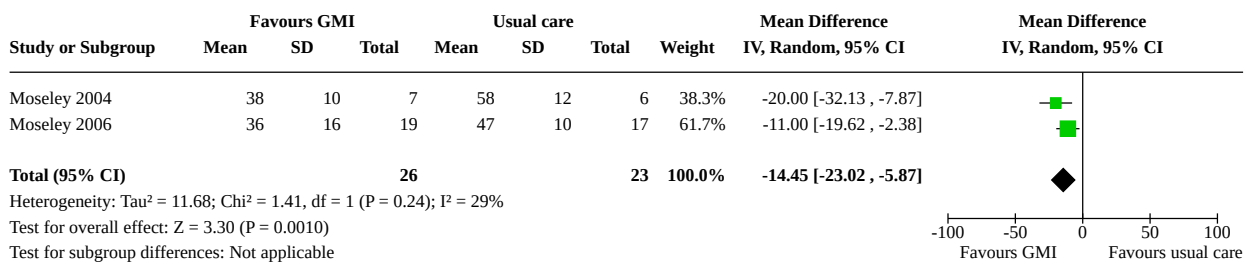 Favours GMI Usual care Mean Difference Mean Difference
Study or Subgroup Mean SD Total Mean SD Total Weight IV, Random, 95% CI IV, Random, 95% CI
Moseley 2004 38 10 7 58 12 6 38.3% -20.00 [-32.13 , -7.87]
Moseley 2006 36 16 19 47 10 17 61.7% -11.00 [-19.62 , -2.38]
Total (95% CI) 26 23 100.0% -14.45 [-23.02 , -5.87]
Heterogeneity: Tau² = 11.68; Chi² = 1.41, df = 1 (P = 0.24); I² = 29%
Test for overall effect: Z = 3.30 (P = 0.0010)
-100 -50 0 50 100
Test for subgroup differences: Not applicable Favours GMI Favours usual care